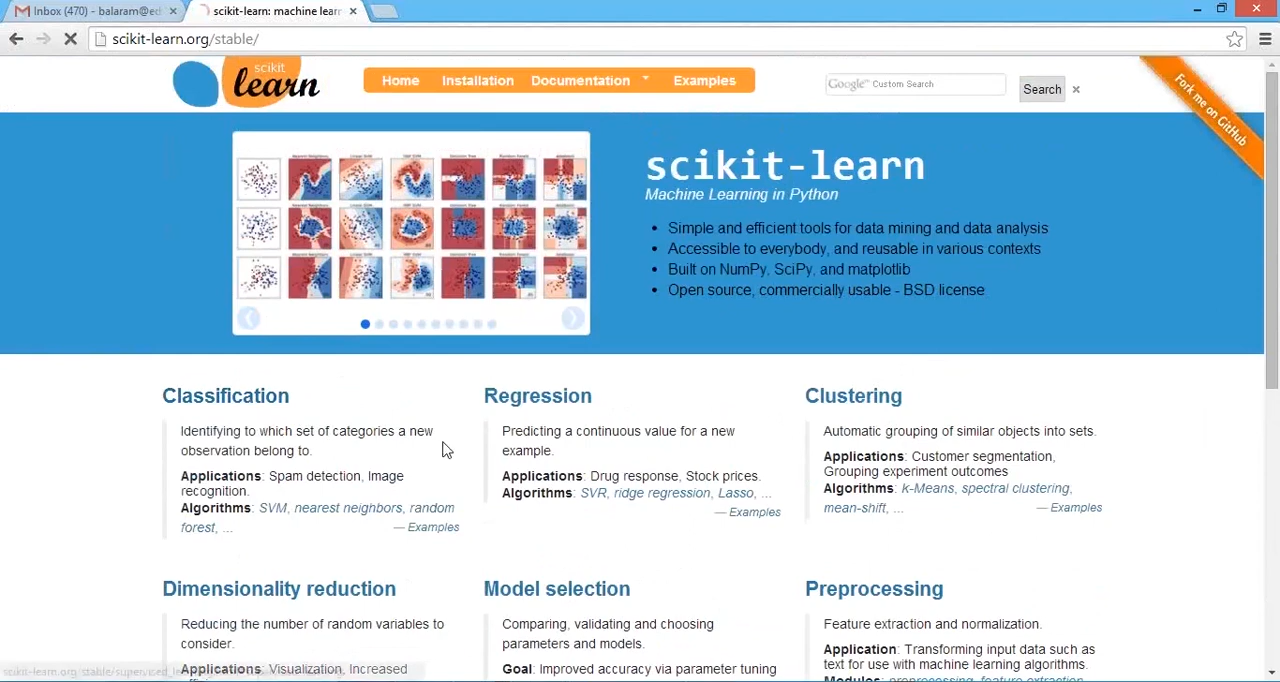 Inbox (470) - balaram@ed
scikit-learn: machine lear
scikit-learn.org/stable/
scikit
learn
Home Installation Documentation Examples
Google™ Custom Search
Search ×
Fork me on GitHub
scikit-learn
Machine Learning in Python
• Simple and efficient tools for data mining and data analysis
• Accessible to everybody, and reusable in various contexts
• Built on NumPy, SciPy, and matplotlib
• Open source, commercially usable - BSD license
Classification
Identifying to which set of categories a new
observation belong to.
Applications: Spam detection, Image
recognition.
Algorithms: SVM, nearest neighbors, random
forest, ... — Examples
Regression
Predicting a continuous value for a new
example.
Applications: Drug response, Stock prices.
Algorithms: SVR, ridge regression, Lasso, ...
— Examples
Clustering
Automatic grouping of similar objects into sets.
Applications: Customer segmentation,
Grouping experiment outcomes
Algorithms: k-Means, spectral clustering,
mean-shift, ... — Examples
Dimensionality reduction
Reducing the number of random variables to
consider.
Applications: Visualization, Increased
Model selection
Comparing, validating and choosing
parameters and models.
Goal: Improved accuracy via parameter tuning
Preprocessing
Feature extraction and normalization.
Application: Transforming input data such as
text for use with machine learning algorithms.
Modules: preprocessing, feature extraction.